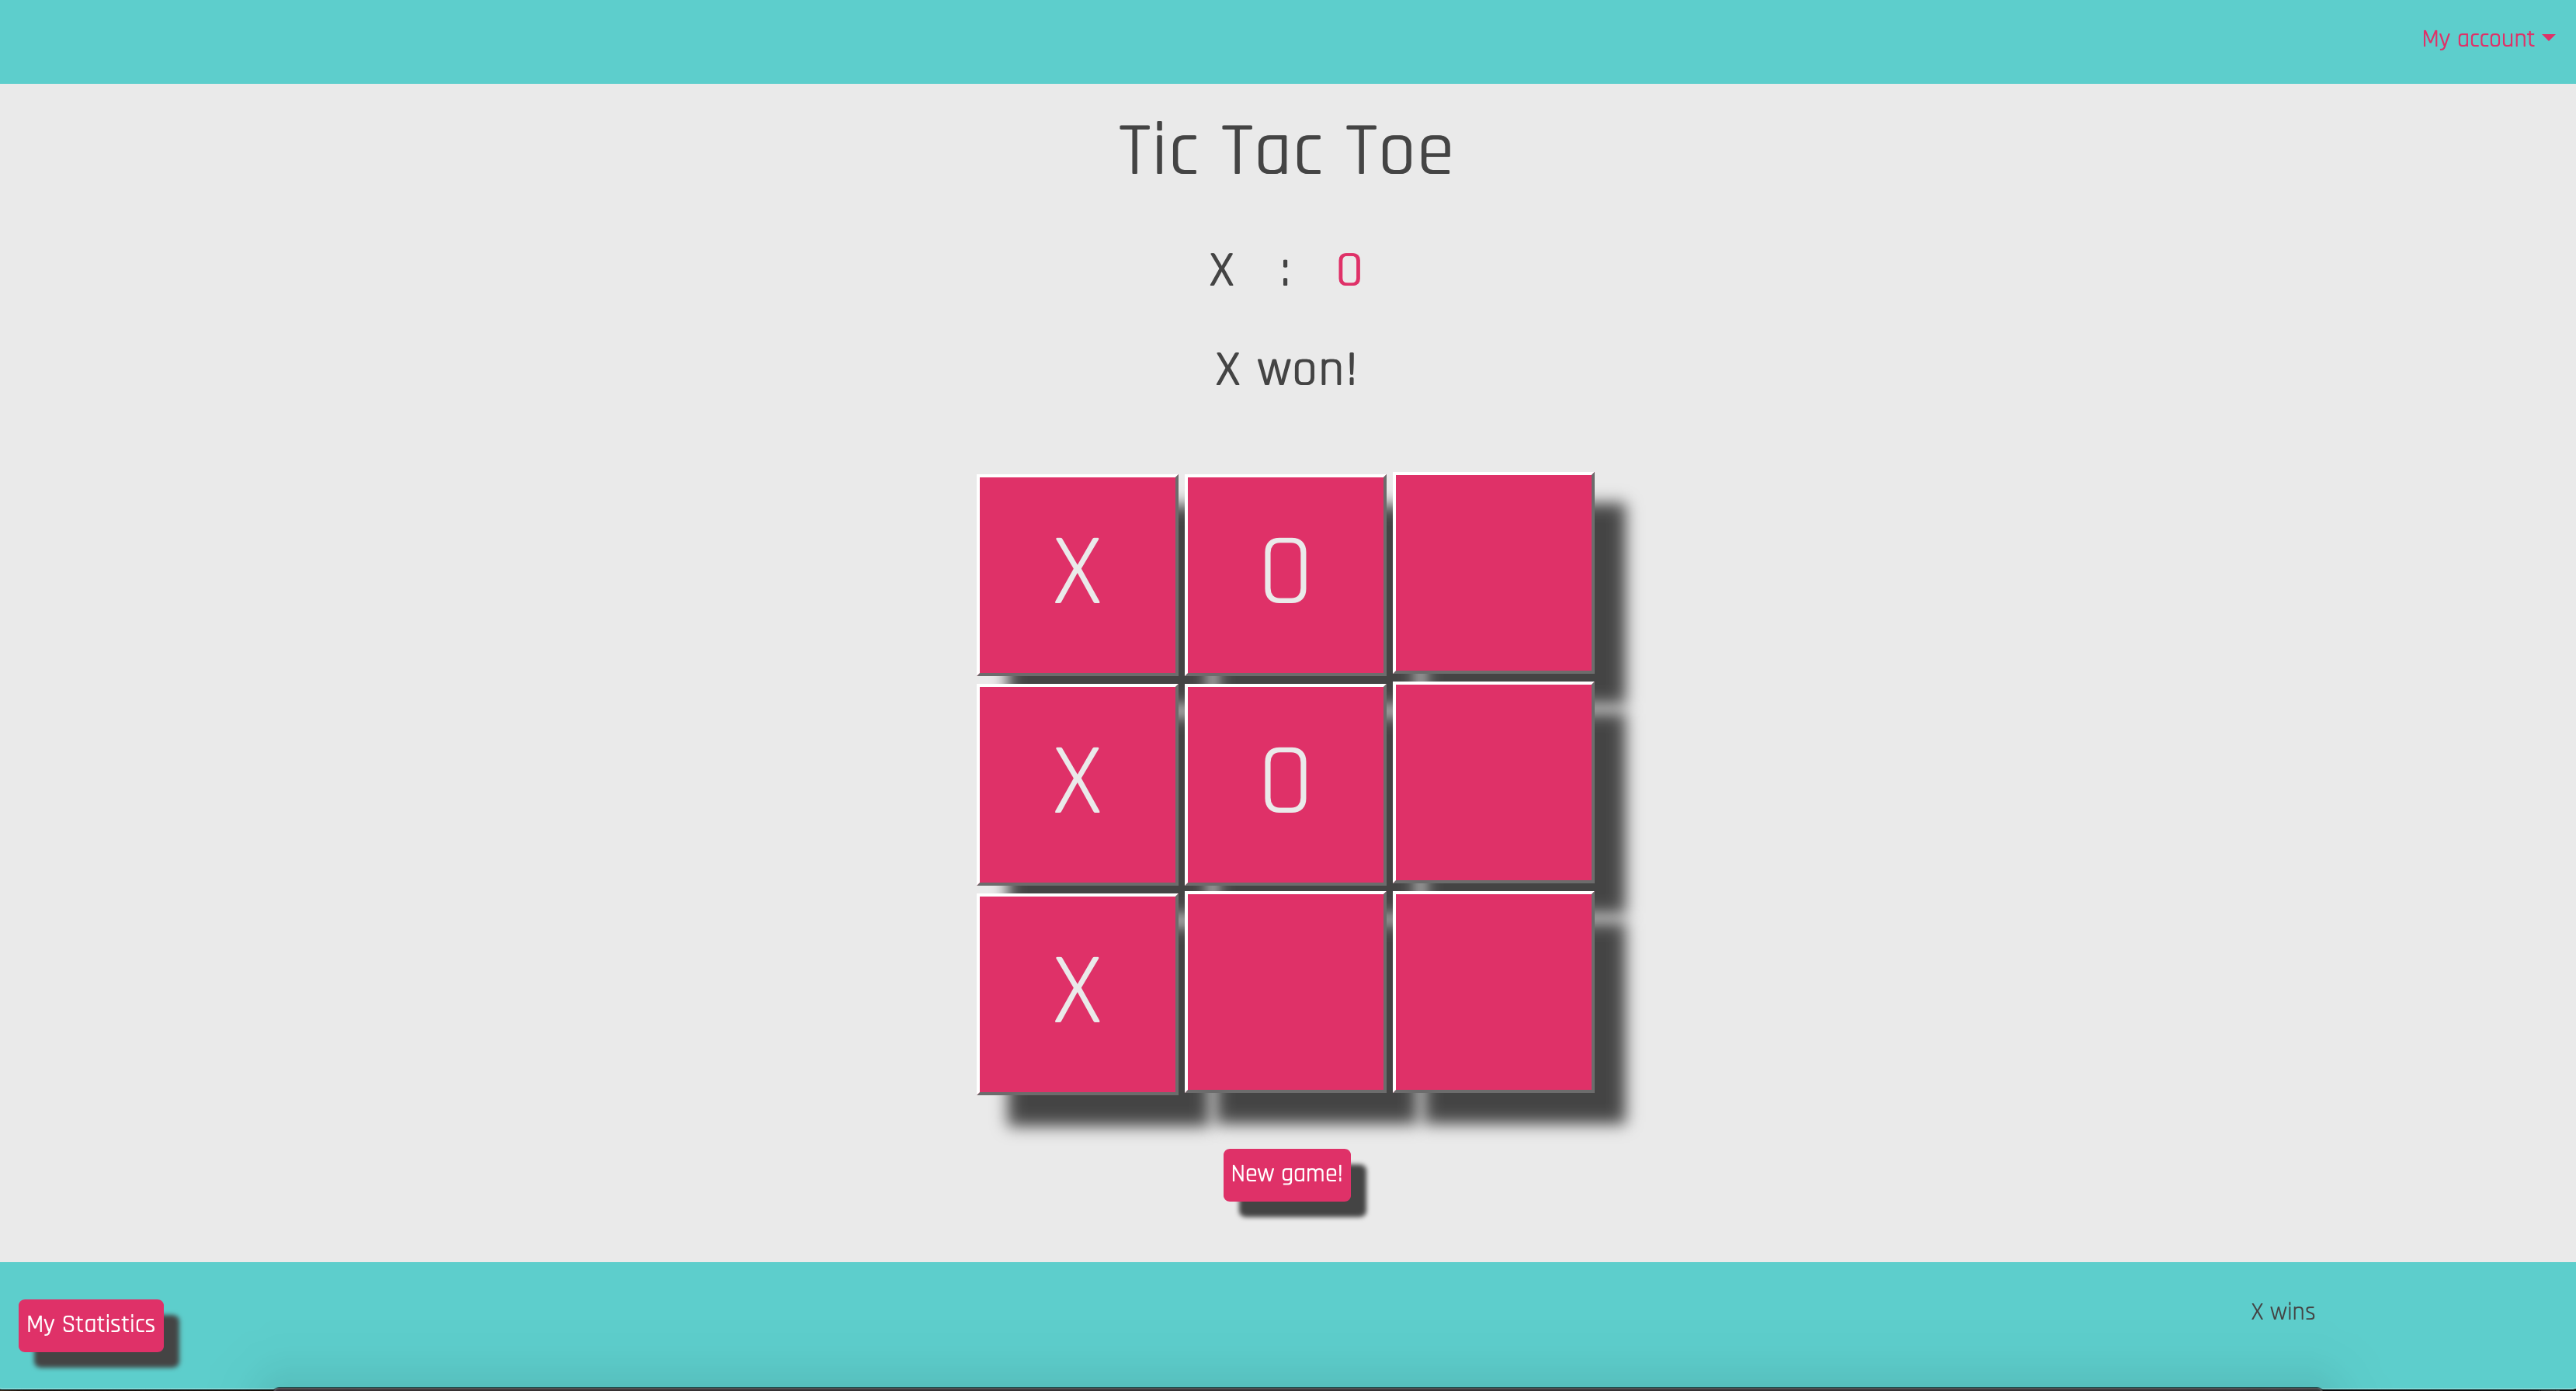 My account
Tic Tac Toe
X : O
X won!
X O
X O
X
New game!
My Statistics
X wins